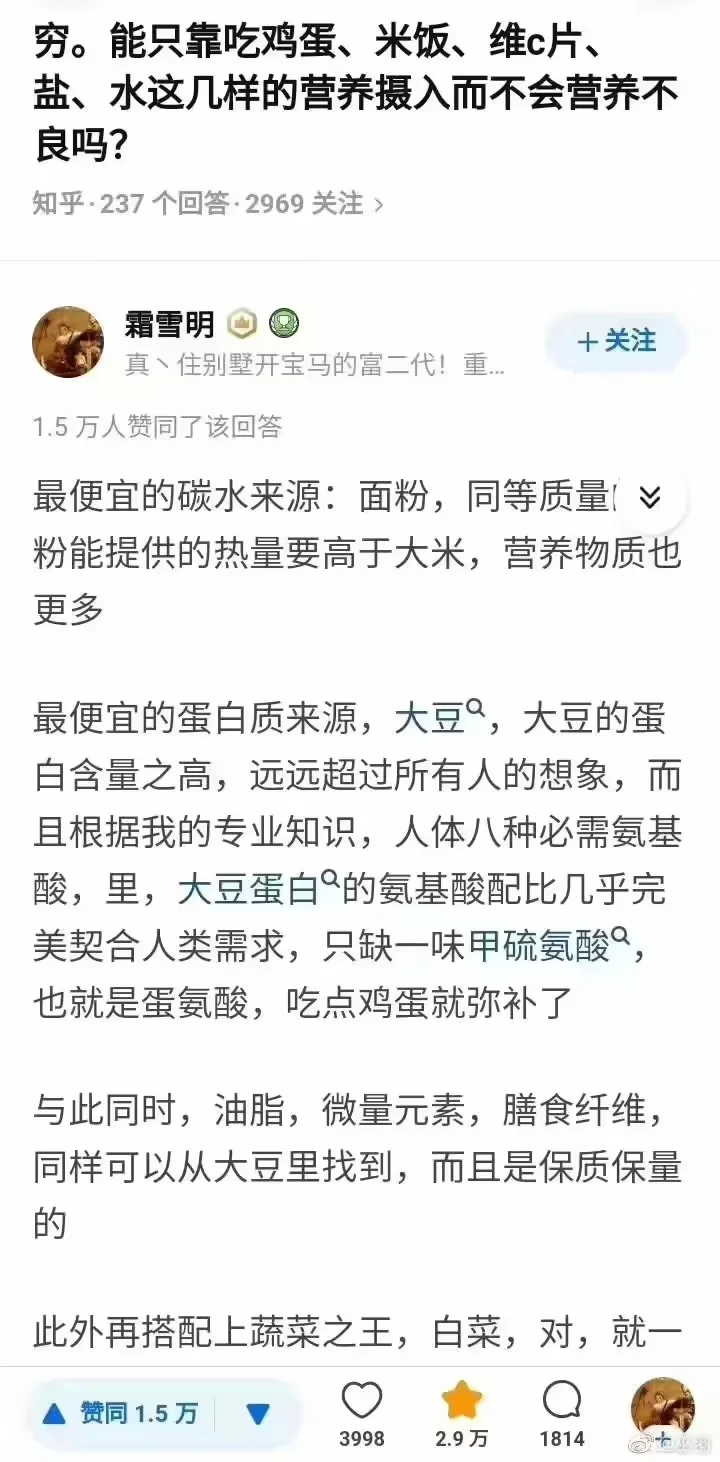 穷。能只靠吃鸡蛋、米饭、维c片、
盐、水这几样的营养摄入而不会营养不
良吗？
知乎·237 个回答·2969 关注 >
霜雪明
+关注
真丶住别墅开宝马的富二代！重...
1.5 万人赞同了该回答
最便宜的碳水来源：面粉，同等质量
粉能提供的热量要高于大米，营养物质也
更多
最便宜的蛋白质来源，大豆，大豆的蛋
白含量之高，远远超过所有人的想象，而
且根据我的专业知识，人体八种必需氨基
酸，里，大豆蛋白的氨基酸配比几乎完
美契合人类需求，只缺一味甲硫氨酸，
也就是蛋氨酸，吃点鸡蛋就弥补了
与此同时，油脂，微量元素，膳食纤维，
同样可以从大豆里找到，而且是保质保量
的
此外再搭配上蔬菜之王，白菜，对，就一
赞同 1.5 万
3998
2.9 万
1814